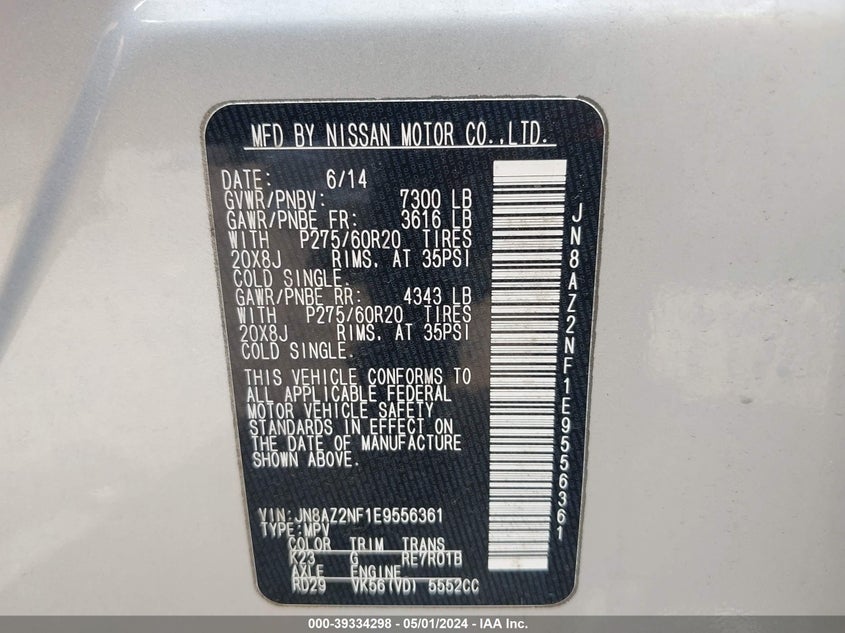 MFD BY NISSAN MOTOR CO.,LTD.
DATE: 6/14
GVWR/PNBV: 7300 LB
GAWR/PNBE FR: 3616 LB
WITH P275/60R20 TIRES
20X8J RIMS, AT 35PSI
COLD SINGLE.
GAWR/PNBE RR: 4343 LB
WITH P275/60R20 TIRES
20X8J RIMS, AT 35PSI
COLD SINGLE.
THIS VEHICLE CONFORMS TO
ALL APPLICABLE FEDERAL
MOTOR VEHICLE SAFETY
STANDARDS IN EFFECT ON
THE DATE OF MANUFACTURE
SHOWN ABOVE.
VIN:JN8AZ2NF1E9556361
TYPE:MPV
COLOR TRIM TRANS
K23 G RE7R01B
AXLE ENGINE
RD29 VK56(VD) 5552CC
JN8AZ2NF1E9556361
000-39334298 - 05/01/2024 - IAA Inc.